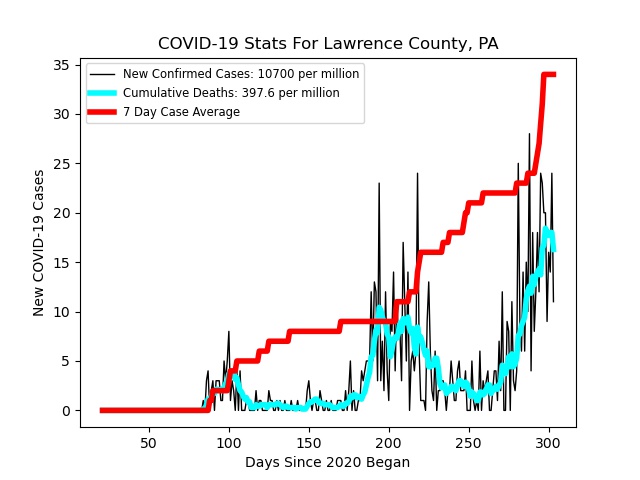 COVID-19 Stats For Lawrence County, PA
New Confirmed Cases: 10700 per million
Cumulative Deaths: 397.6 per million
7 Day Case Average
New COVID-19 Cases
35
30
25
20
15
10
5
0
50 100 150 200 250 300
Days Since 2020 Began